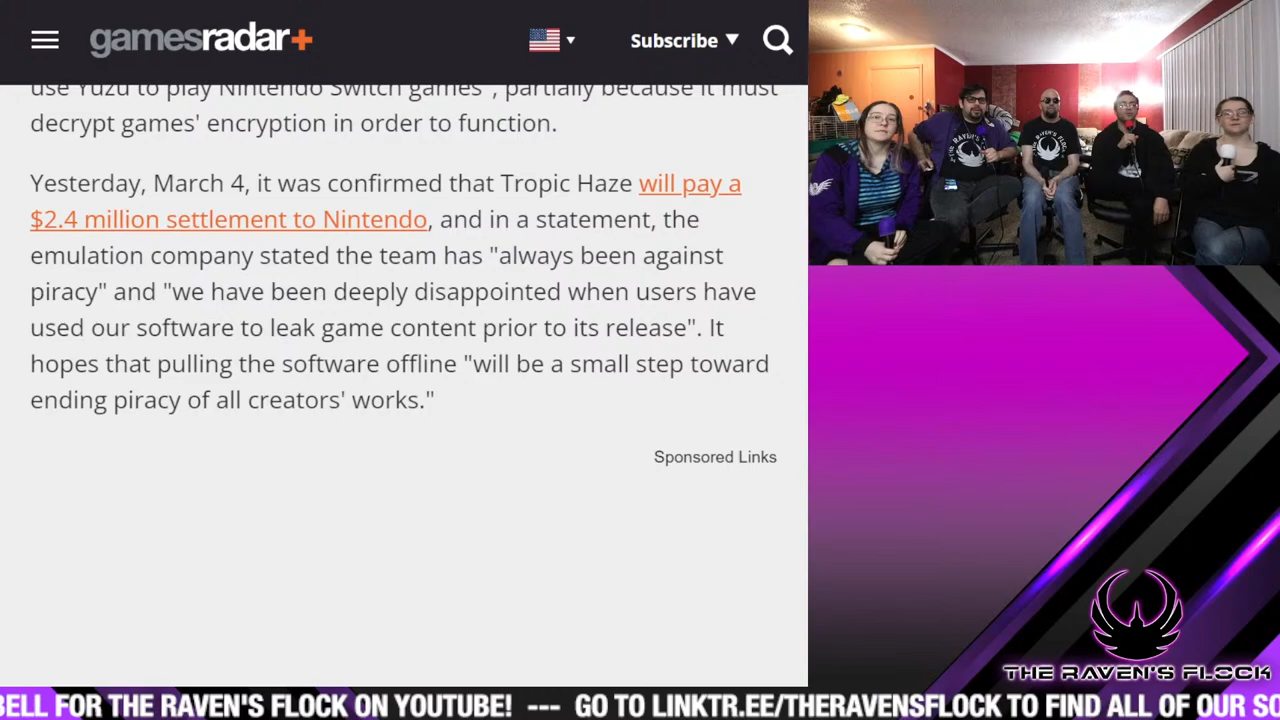 gamesradar+
Subscribe
use Yuzu to play Nintendo Switch games", partially because it must
decrypt games' encryption in order to function.
Yesterday, March 4, it was confirmed that Tropic Haze will pay a
$2.4 million settlement to Nintendo, and in a statement, the
emulation company stated the team has "always been against
piracy" and "we have been deeply disappointed when users have
used our software to leak game content prior to its release". It
hopes that pulling the software offline "will be a small step toward
ending piracy of all creators' works."
Sponsored Links
THE RAVEN'S FLOCK
BELL FOR THE RAVEN'S FLOCK ON YOUTUBE! --- GO TO LINKTR.EE/THERAVENSFLOCK TO FIND ALL OF OUR SO